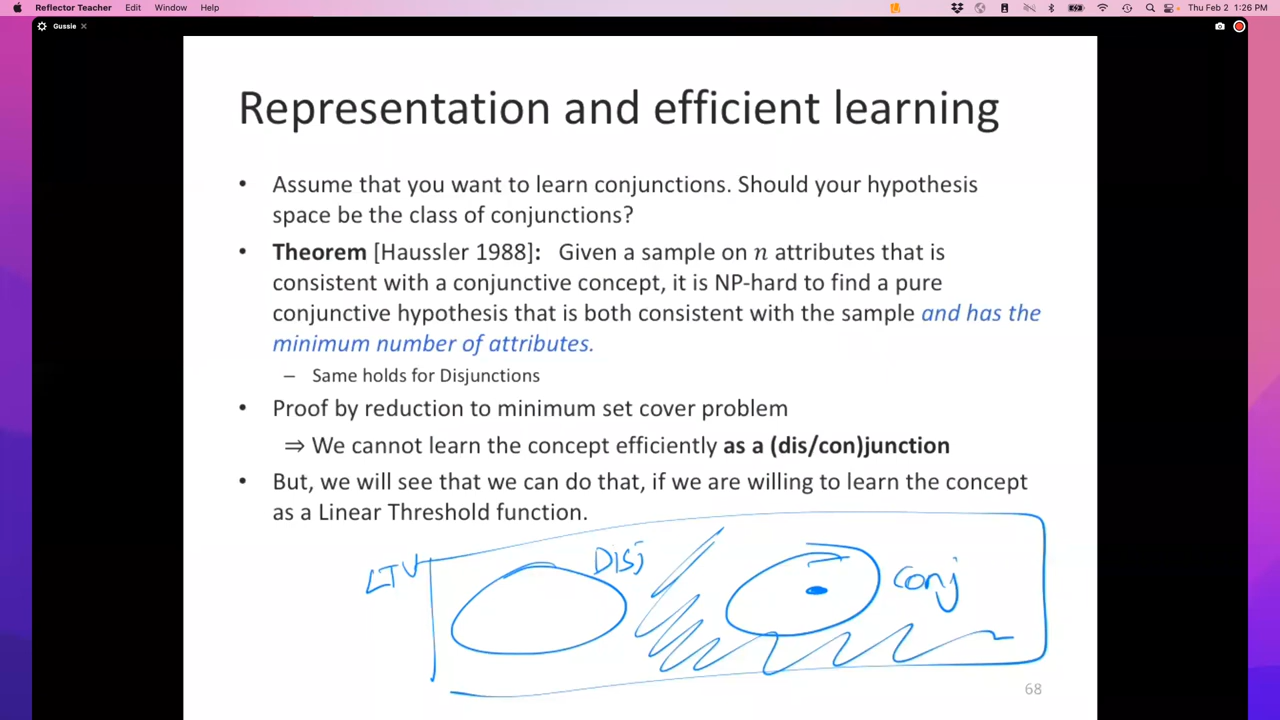 Reflector Teacher Edit Window Help Thu Feb 2 1:26 PM
Gussie
Representation and efficient learning
• Assume that you want to learn conjunctions. Should your hypothesis
space be the class of conjunctions?
• Theorem [Haussler 1988]: Given a sample on n attributes that is
consistent with a conjunctive concept, it is NP-hard to find a pure
conjunctive hypothesis that is both consistent with the sample and has the
minimum number of attributes.
– Same holds for Disjunctions
• Proof by reduction to minimum set cover problem
⇒ We cannot learn the concept efficiently as a (dis/con)junction
• But, we will see that we can do that, if we are willing to learn the concept
as a Linear Threshold function.
Disj
conj
68